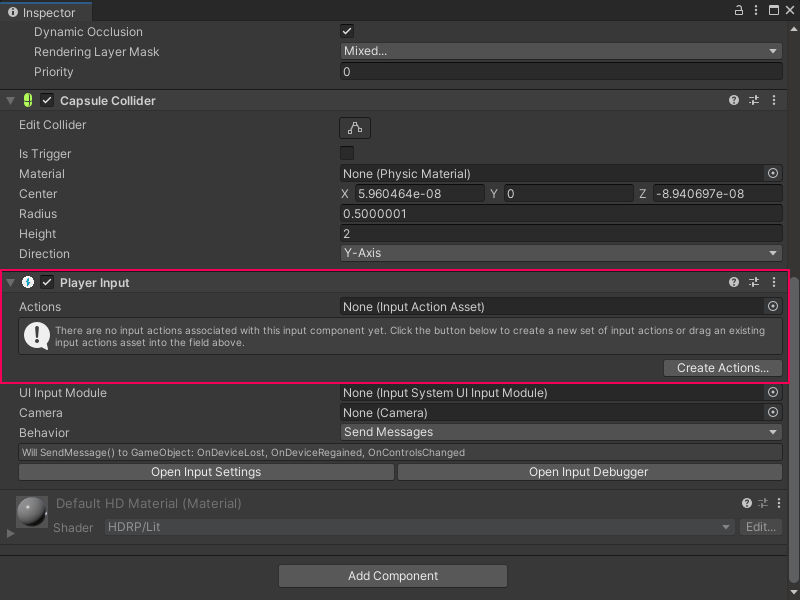 Inspector
Dynamic Occlusion
Rendering Layer Mask Mixed...
Priority 0
Capsule Collider
Edit Collider
Is Trigger
Material None (Physic Material)
Center X 5.960464e-08 Y 0 Z -8.940697e-08
Radius 0.5000001
Height 2
Direction Y-Axis
Player Input
Actions None (Input Action Asset)
There are no input actions associated with this input component yet. Click the button below to create a new set of input actions or drag an existing
input actions asset into the field above.
Create Actions...
UI Input Module None (Input System UI Input Module)
Camera None (Camera)
Behavior Send Messages
Will SendMessage() to GameObject: OnDeviceLost, OnDeviceRegained, OnControlsChanged
Open Input Settings Open Input Debugger
Default HD Material (Material)
Shader HDRP/Lit Edit...
Add Component